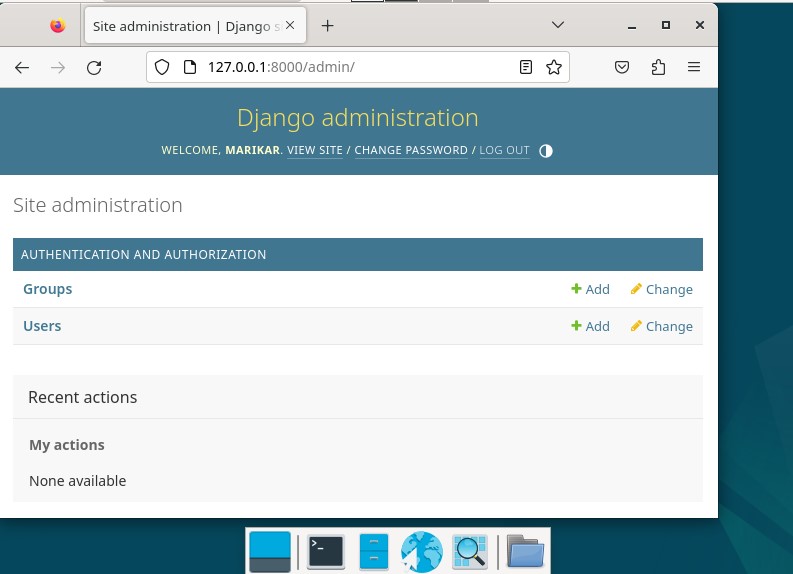 Site administration | Django s
127.0.0.1:8000/admin/
Django administration
WELCOME, MARIKAR. VIEW SITE / CHANGE PASSWORD / LOG OUT
Site administration
AUTHENTICATION AND AUTHORIZATION
Groups Add Change
Users Add Change
Recent actions
My actions
None available